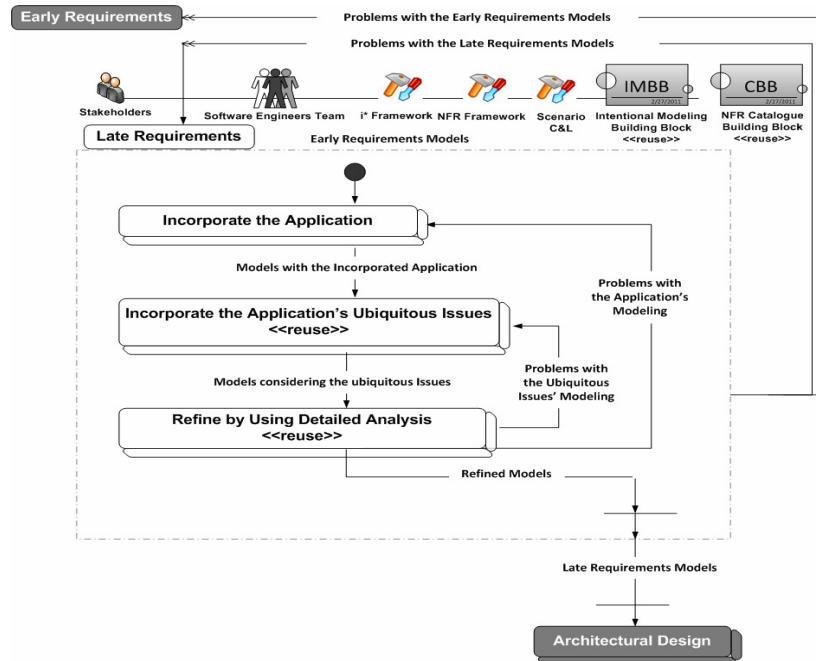 Early Requirements
Problems with the Early Requirements Models
Problems with the Late Requirements Models
IMBB
2/27/2011
CBB
2/27/2011
Stakeholders
Software Engineers Team
i* Framework
NFR Framework
Scenario
C&L
Intentional Modeling
Building Block
<<reuse>>
NFR Catalogue
Building Block
<<reuse>>
Late Requirements
Early Requirements Models
Incorporate the Application
Models with the Incorporated Application
Problems with
the Application's
Modeling
Incorporate the Application's Ubiquitous Issues
<<reuse>>
Problems with
the Ubiquitous
Issues' Modeling
Models considering the ubiquitous Issues
Refine by Using Detailed Analysis
<<reuse>>
Refined Models
Late Requirements Models
Architectural Design